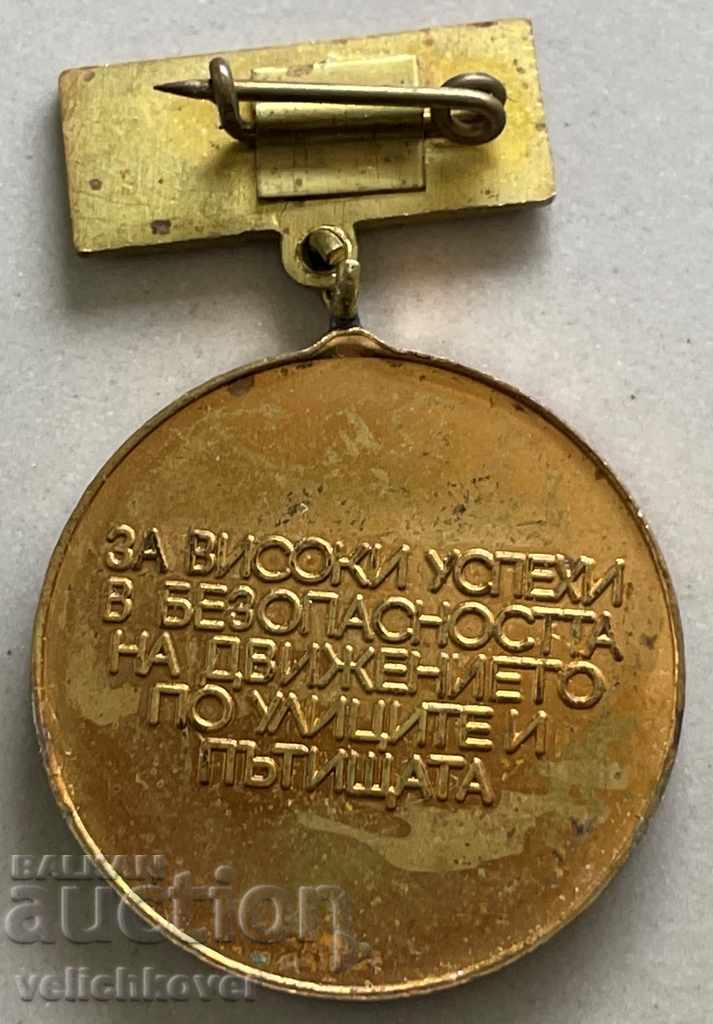 ЗА ВИСОКИ УСПЕХИ
В БЕЗОПАСНОСТТА
НА ДВИЖЕНИЕТО
ПО УЛИЦИТЕ И
ПЪТИЩАТА
BALKAN
auction
velichkover